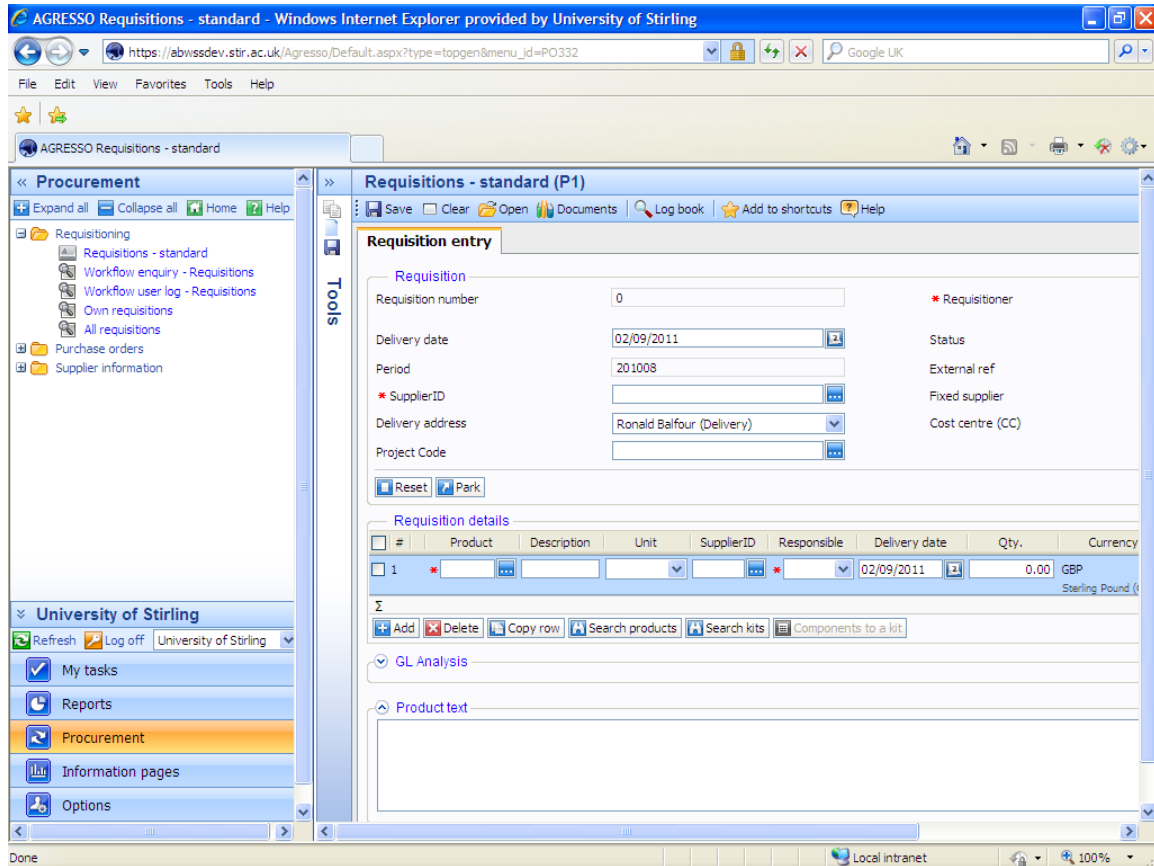 AGRESSO Requisitions - standard - Windows Internet Explorer provided by University of Stirling
https://abwssdev.stir.ac.uk/Agresso/Default.aspx?type=topgen&menu_id=PO332
Google UK
File Edit View Favorites Tools Help
AGRESSO Requisitions - standard
« Procurement
Expand all Collapse all Home Help
Requisitioning
Requisitions - standard
Workflow enquiry - Requisitions
Workflow user log - Requisitions
Own requisitions
All requisitions
Purchase orders
Supplier information
University of Stirling
Refresh Log off University of Stirling
My tasks
Reports
Procurement
Information pages
Options
»
Tools
Requisitions - standard (P1)
Save Clear Open Documents Log book Add to shortcuts Help
Requisition entry
Requisition
Requisition number 0 * Requisitioner
Delivery date 02/09/2011 Status
Period 201008 External ref
* SupplierID Fixed supplier
Delivery address Ronald Balfour (Delivery) Cost centre (CC)
Project Code
Reset Park
Requisition details
# Product Description Unit SupplierID Responsible Delivery date Qty. Currency
1 * * 02/09/2011 0.00 GBP
Sterling Pound (
Σ
Add Delete Copy row Search products Search kits Components to a kit
GL Analysis
Product text
Done Local intranet 100%